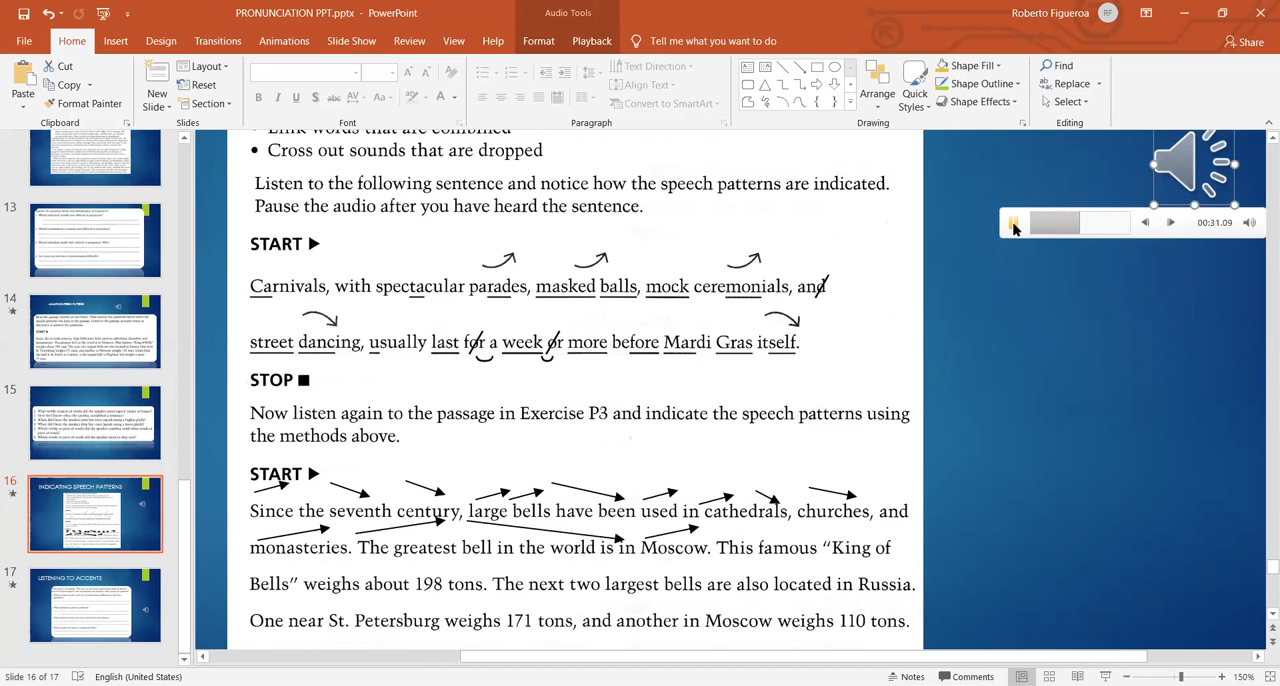 PRONUNCIATION PPT.pptx - PowerPoint
Audio Tools
Roberto Figueroa
RF
File
Home
Insert
Design
Transitions
Animations
Slide Show
Review
View
Help
Format
Playback
Tell me what you want to do
Share
Paste
Cut
Copy
Format Painter
Clipboard
New Slide
Layout
Reset
Section
Slides
B I U S abc AV Aa A
Font
Text Direction
Align Text
Convert to SmartArt
Paragraph
Arrange
Quick Styles
Shape Fill
Shape Outline
Shape Effects
Drawing
Find
Replace
Select
Editing
13
14
15
16
INDICATING SPEECH PATTERNS
17
LISTENING TO ACCENTS
• Link words that are combined
• Cross out sounds that are
Listen to the following sentence and notice how the speech patterns are indicated.
Pause the audio after you have heard the sentence.
START
Carnivals, with spectacular parades, masked balls, mock ceremonials, and
street dancing, usually last for a week or more before Mardi Gras itself.
STOP
Now listen again to the passage in Exercise P3 and indicate the speech patterns using
the methods above.
START
Since the seventh century, large bells have been used in cathedrals, churches, and
monasteries. The greatest bell in the world is in Moscow. This famous “King of
Bells” weighs about 198 tons. The next two largest bells are also located in Russia.
One near St. Petersburg weighs 171 tons, and another in Moscow weighs 110 tons.
00:31.09
Slide 16 of 17
English (United States)
Notes
Comments
150%